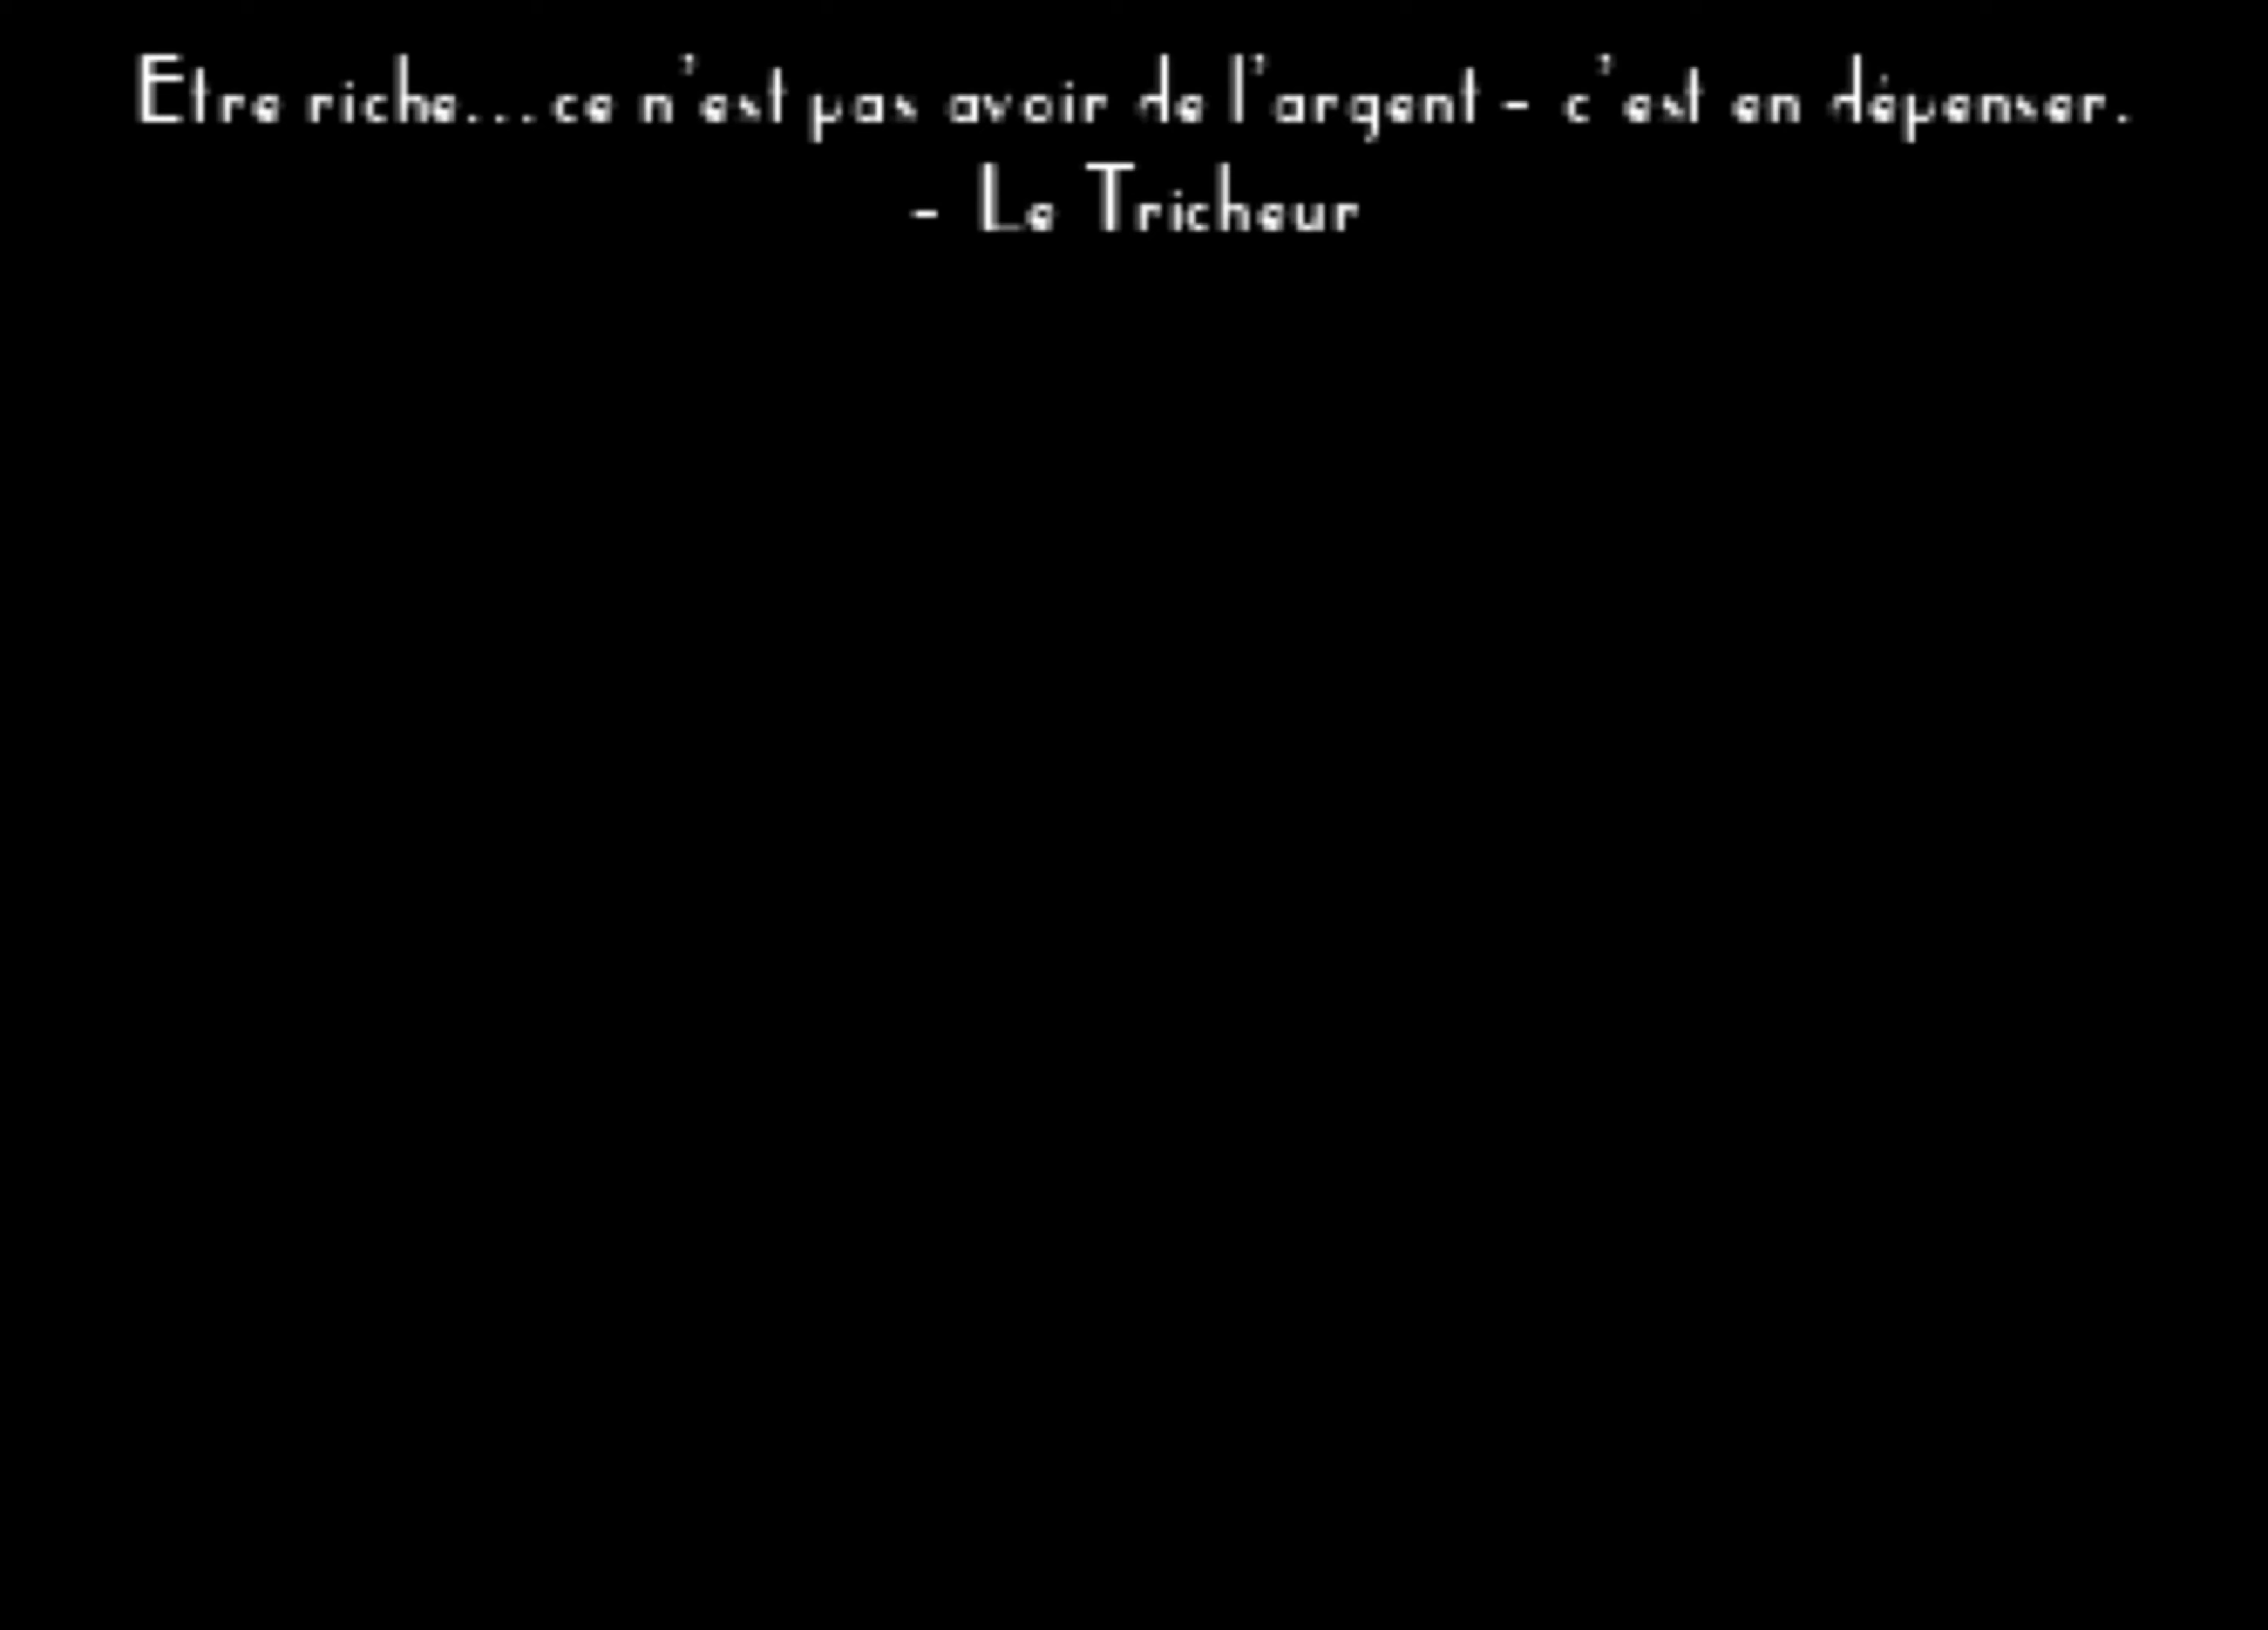 Etre riche...ce n'est pas avoir de l'argent - c'est en dépenser.
- Le Tricheur